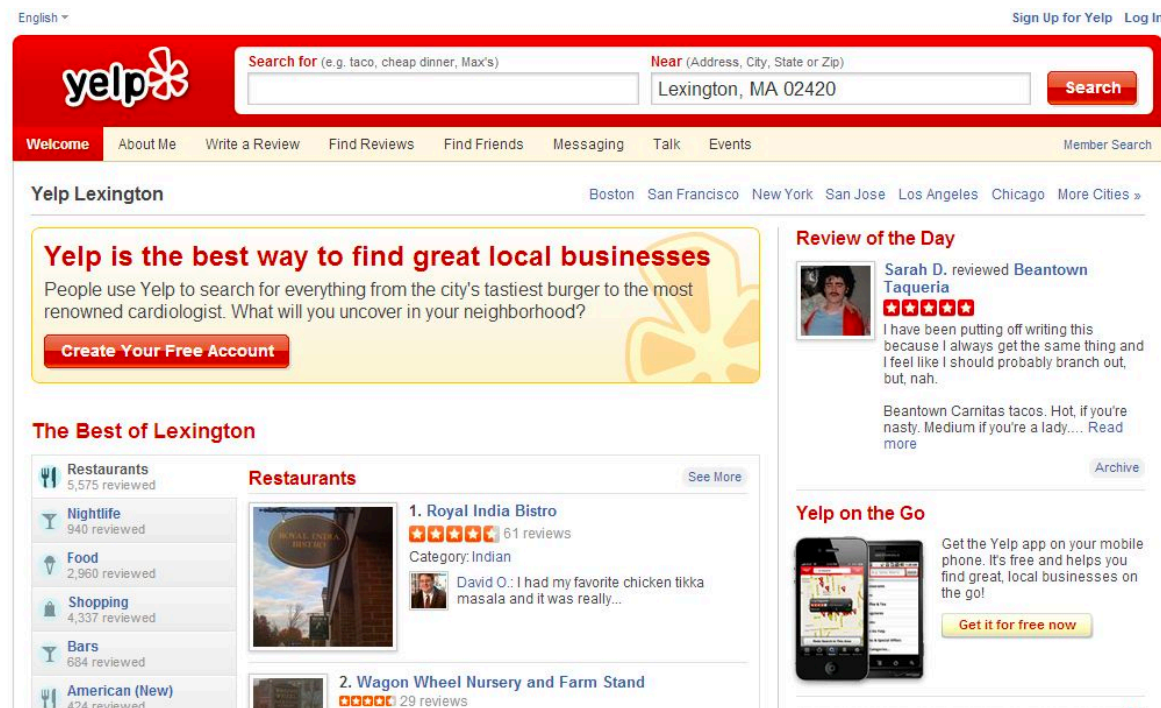 English
Sign Up for Yelp Log In
yelp
Search for (e.g. taco, cheap dinner, Max's)
Near (Address, City, State or Zip)
Lexington, MA 02420
Search
Welcome About Me Write a Review Find Reviews Find Friends Messaging Talk Events Member Search
Yelp Lexington
Boston San Francisco New York San Jose Los Angeles Chicago More Cities »
Yelp is the best way to find great local businesses
People use Yelp to search for everything from the city's tastiest burger to the most
renowned cardiologist. What will you uncover in your neighborhood?
Create Your Free Account
The Best of Lexington
Restaurants
5,575 reviewed
Nightlife
940 reviewed
Food
2,960 reviewed
Shopping
4,337 reviewed
Bars
684 reviewed
American (New)
424 reviewed
Restaurants
See More
ROYAL INDIA
BISTRO
1. Royal India Bistro
61 reviews
Category: Indian
David O.: I had my favorite chicken tikka
masala and it was really...
2. Wagon Wheel Nursery and Farm Stand
29 reviews
Review of the Day
Sarah D. reviewed Beantown
Taqueria
I have been putting off writing this
because I always get the same thing and
I feel like I should probably branch out,
but, nah.
Beantown Carnitas tacos. Hot, if you're
nasty. Medium if you're a lady.... Read
more
Archive
Yelp on the Go
Get the Yelp app on your mobile
phone. It's free and helps you
find great, local businesses on
the go!
Get it for free now